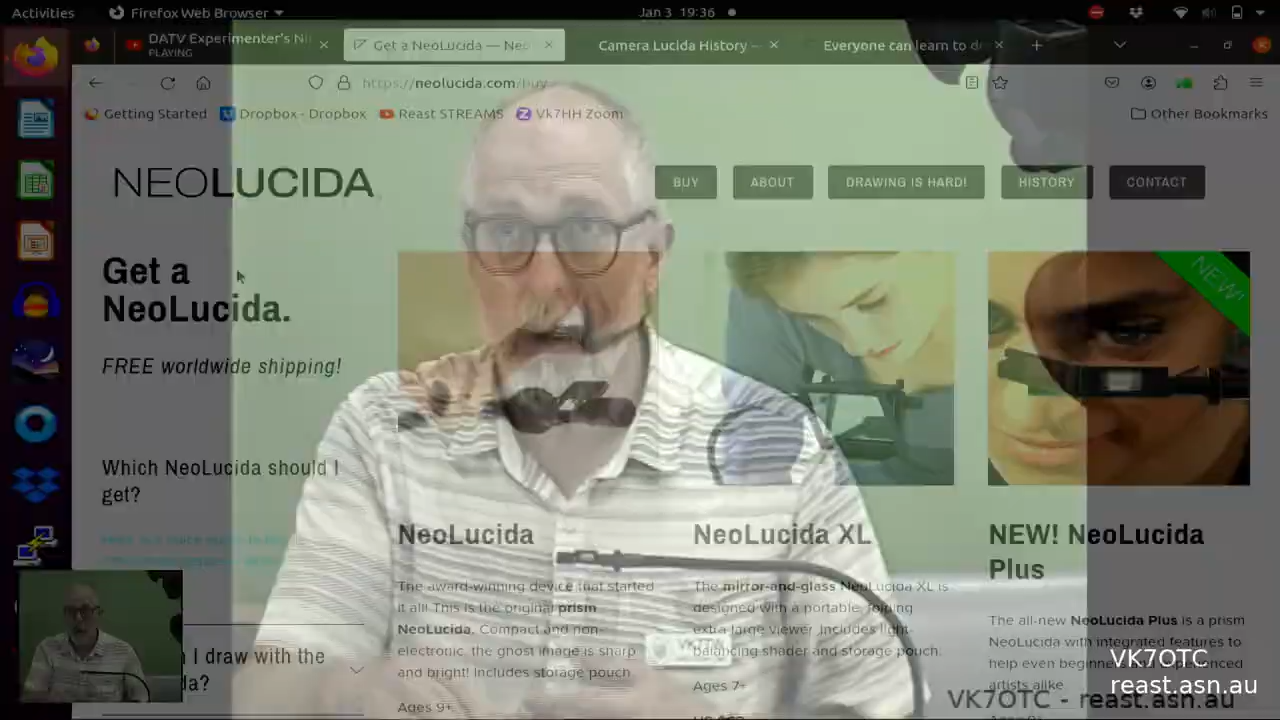 Activities
Firefox Web Browser
Jan 3 19:36
DATV Experimenter's Ni
PLAYING
Get a NeoLucida — Neo
Camera Lucida History —
Everyone can learn to d
https://neolucida.com/buy
Getting Started
Dropbox - Dropbox
Reast STREAMS
Vk7HH Zoom
Other Bookmarks
NEOLUCIDA
BUY
ABOUT
DRAWING IS HARD!
HISTORY
CONTACT
Get a
NeoLucida.
FREE worldwide shipping!
Which NeoLucida should I
get?
I draw with the
da?
NEW!
NeoLucida
The award-winning device that started
it all! This is the original prism
NeoLucida. Compact and non-
electronic, the ghost image is sharp
and bright! Includes storage pouch.
Ages 9+
NeoLucida XL
The mirror-and-glass NeoLucida XL is
designed with a portable, folding
extra large viewer. Includes light-
balancing shader and storage pouch.
Ages 7+
NEW! NeoLucida
Plus
The all-new NeoLucida Plus is a prism
NeoLucida with integrated features to
help even beginners and experienced
artists alike.
VK7OTC
reast.asn.au
VK7OTC - reast.asn.au